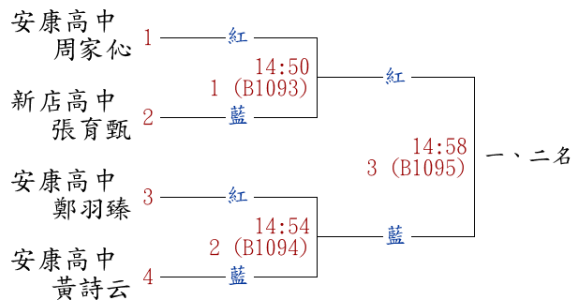 安康高中
周家伈 1 紅
14:50
1 (B1093) 紅
新店高中
張育甄 2 藍
14:58
3 (B1095) 一、二名
安康高中
鄭羽臻 3 紅
14:54
2 (B1094) 藍
安康高中
黃詩云 4 藍